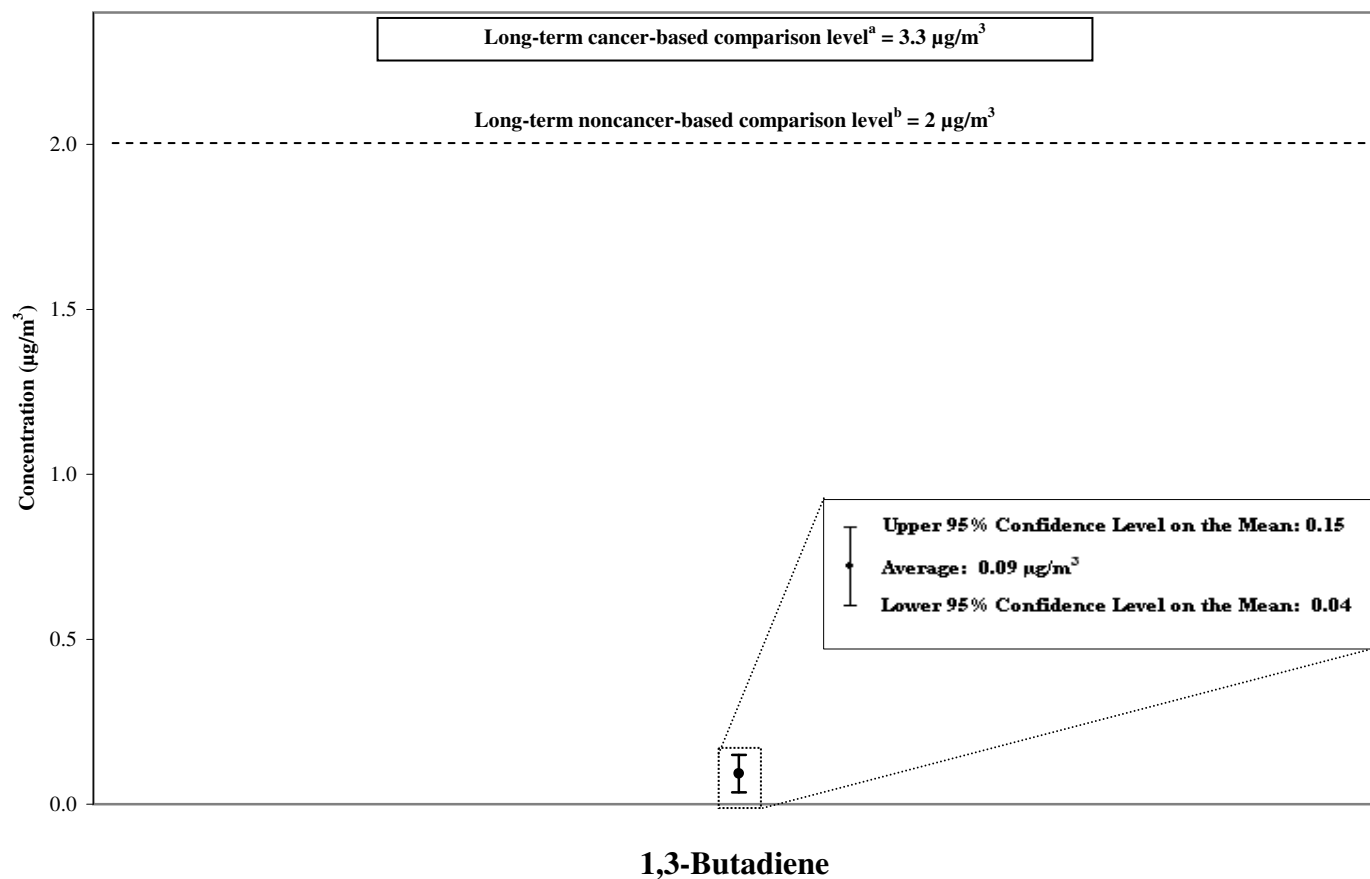 Long-term cancer-based comparison levelᵃ = 3.3 µg/m³
Long-term noncancer-based comparison levelᵇ = 2 µg/m³
2.0
1.5
1.0
0.5
0.0
Concentration (µg/m³)
Upper 95% Confidence Level on the Mean: 0.15
Average: 0.09 µg/m³
Lower 95% Confidence Level on the Mean: 0.04
1,3-Butadiene